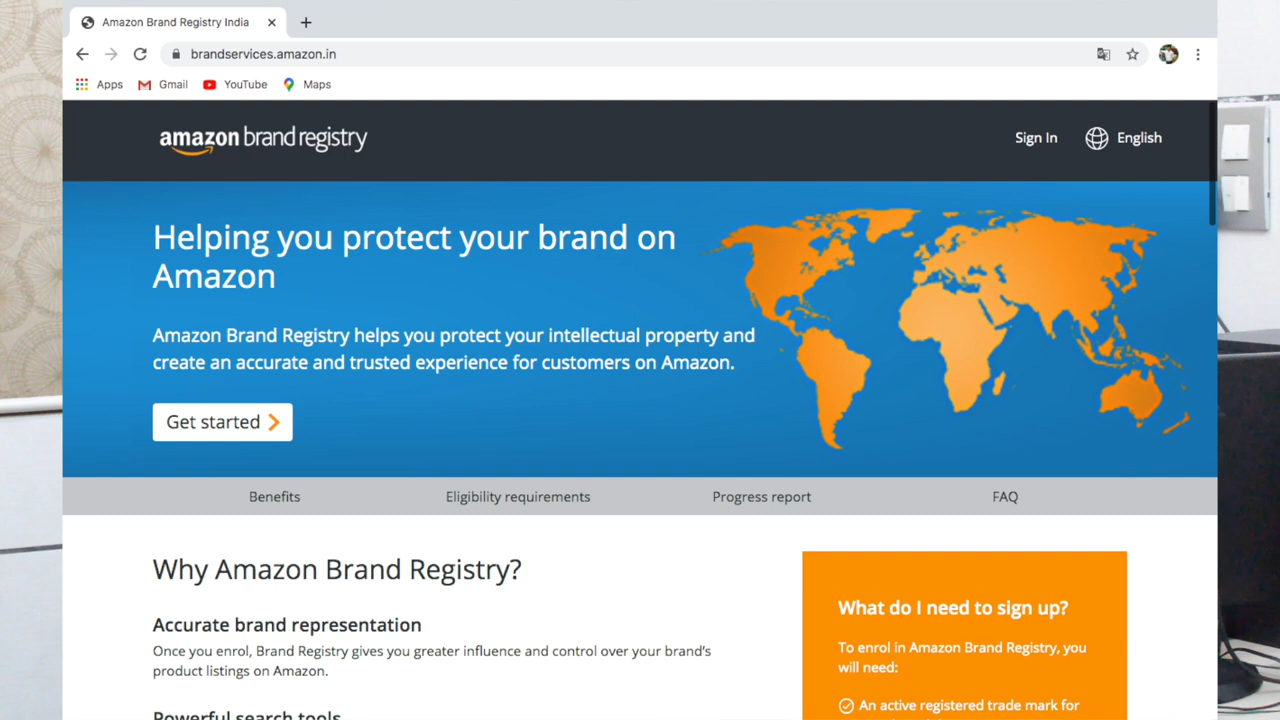 Amazon Brand Registry India
brandservices.amazon.in
Apps
Gmail
YouTube
Maps
amazon brand registry
Sign In
English
Helping you protect your brand on
Amazon
Amazon Brand Registry helps you protect your intellectual property and
create an accurate and trusted experience for customers on Amazon.
Get started
Benefits
Eligibility requirements
Progress report
FAQ
Why Amazon Brand Registry?
Accurate brand representation
Once you enrol, Brand Registry gives you greater influence and control over your brand's
product listings on Amazon.
Powerful search tools
What do I need to sign up?
To enrol in Amazon Brand Registry, you
will need:
An active registered trade mark for